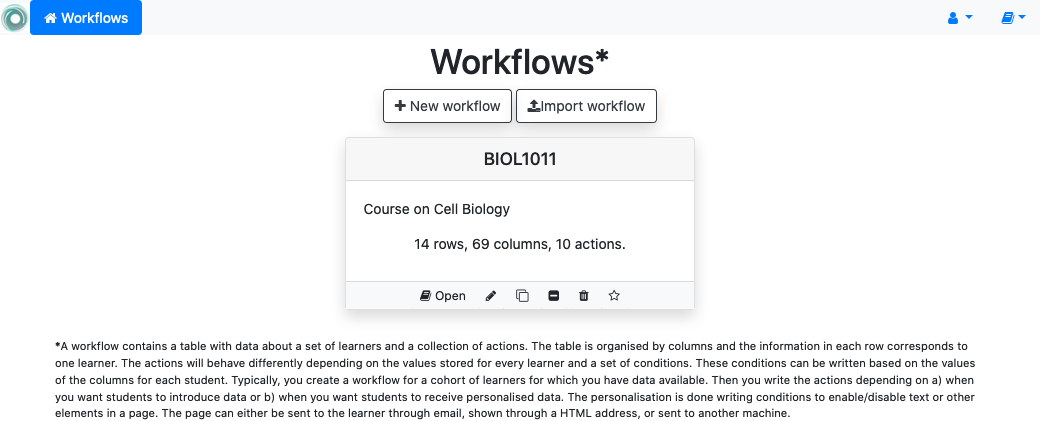 Workflows
Workflows*
New workflow
Import workflow
BIOL1011
Course on Cell Biology
14 rows, 69 columns, 10 actions.
Open
*A workflow contains a table with data about a set of learners and a collection of actions. The table is organised by columns and the information in each row corresponds to
one learner. The actions will behave differently depending on the values stored for every learner and a set of conditions. These conditions can be written based on the values
of the columns for each student. Typically, you create a workflow for a cohort of learners for which you have data available. Then you write the actions depending on a) when
you want students to introduce data or b) when you want students to receive personalised data. The personalisation is done writing conditions to enable/disable text or other
elements in a page. The page can either be sent to the learner through email, shown through a HTML address, or sent to another machine.